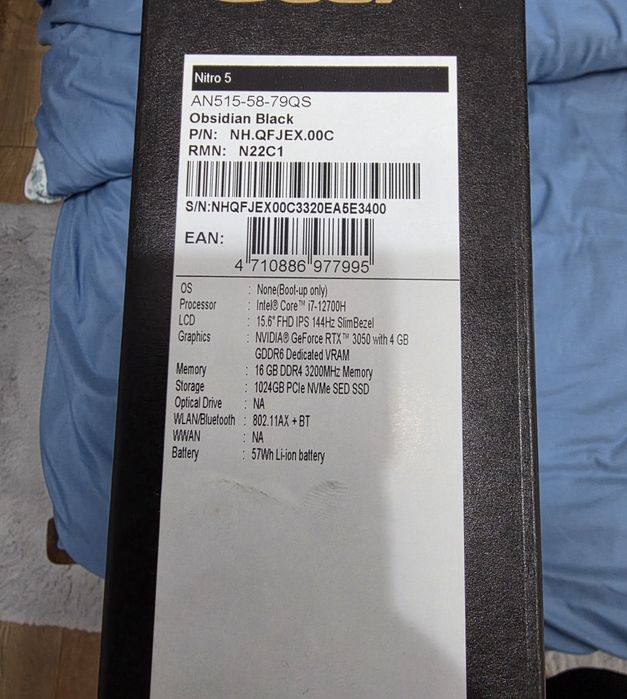 Nitro 5
AN515-58-79QS
Obsidian Black
P/N: NH.QFJEX.00C
RMN: N22C1
S/N:NHQFJEX00C3320EA5E3400
EAN:
4 710886 977995
OS : None(Boot-up only)
Processor : Intel® Core™ i7-12700H
LCD : 15.6" FHD IPS 144Hz SlimBezel
Graphics : NVIDIA® GeForce RTX™ 3050 with 4 GB
GDDR6 Dedicated VRAM
Memory : 16 GB DDR4 3200MHz Memory
Storage : 1024GB PCIe NVMe SED SSD
Optical Drive : NA
WLAN/Bluetooth : 802.11AX + BT
WWAN : NA
Battery : 57Wh Li-ion battery